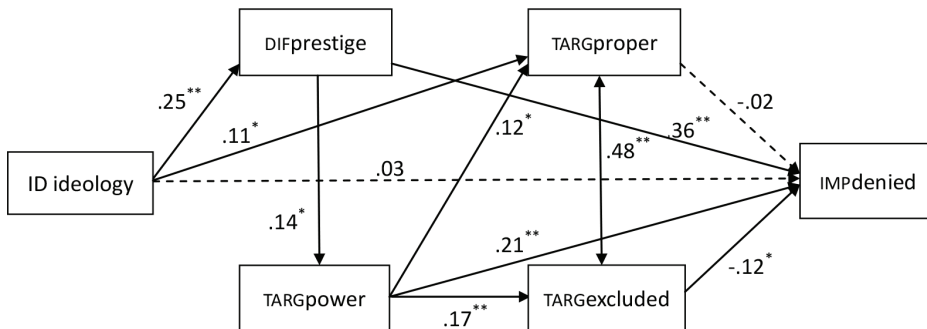 DIFprestige
TARGproper
.25**
.11*
.12*
-.02
.36**
.48**
ID ideology
.03
IMPdenied
.14*
.21**
-.12*
TARGpower
.17**
TARGexcluded